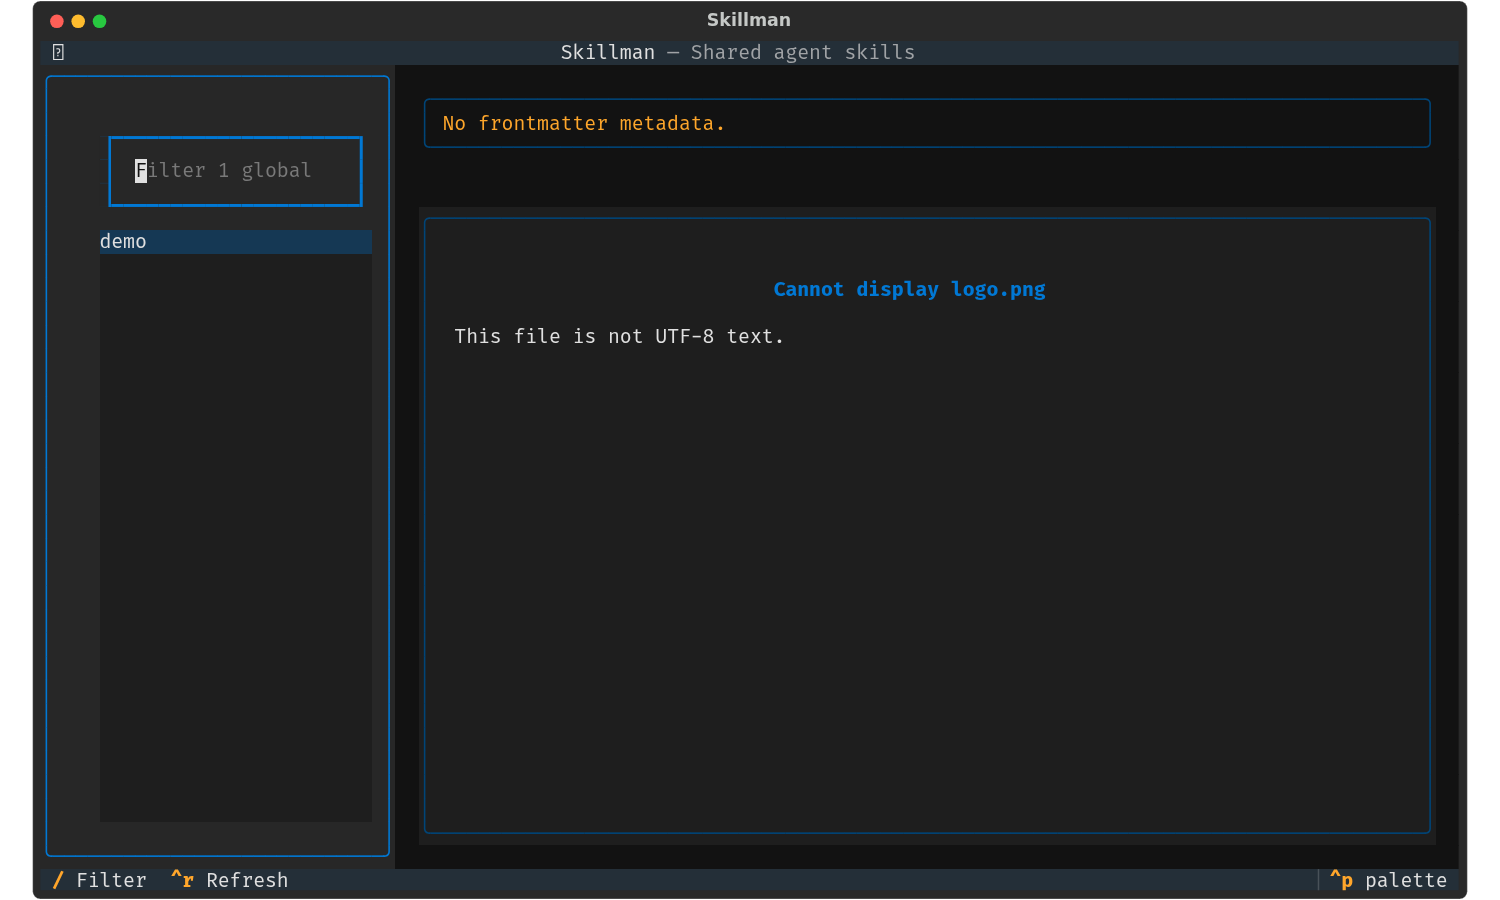 Skillman
Skillman — Shared agent skills
No frontmatter metadata.
Filter 1 global
demo
Cannot display logo.png
This file is not UTF-8 text.
/ Filter ^r Refresh
^p palette